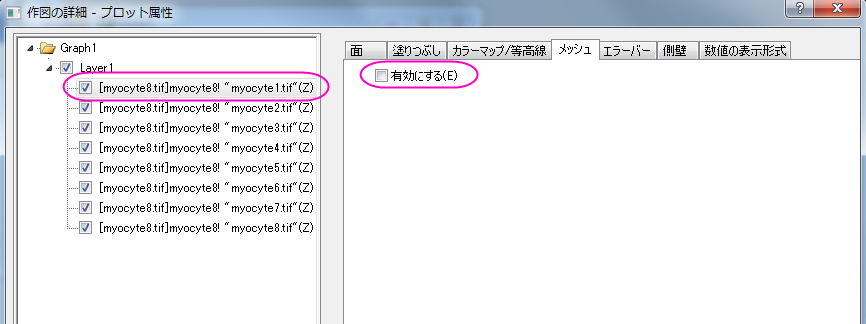 作図の詳細 - プロット属性
Graph1
Layer1
[myocyte8.tif]myocyte8! "myocyte1.tif"(Z)
[myocyte8.tif]myocyte8! "myocyte2.tif"(Z)
[myocyte8.tif]myocyte8! "myocyte3.tif"(Z)
[myocyte8.tif]myocyte8! "myocyte4.tif"(Z)
[myocyte8.tif]myocyte8! "myocyte5.tif"(Z)
[myocyte8.tif]myocyte8! "myocyte6.tif"(Z)
[myocyte8.tif]myocyte8! "myocyte7.tif"(Z)
[myocyte8.tif]myocyte8! "myocyte8.tif"(Z)
面 塗りつぶし カラーマップ/等高線 メッシュ エラーバー 側壁 数値の表示形式
有効にする(E)